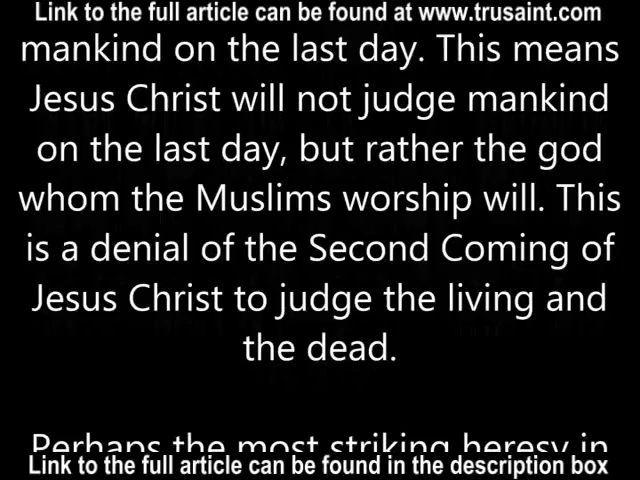 Link to the full article can be found at www.trusaint.com
mankind on the last day. This means
Jesus Christ will not judge mankind
on the last day, but rather the god
whom the Muslims worship will. This
is a denial of the Second Coming of
Jesus Christ to judge the living and
the dead.
Perhaps the most striking heresy in
Link to the full article can be found in the description box